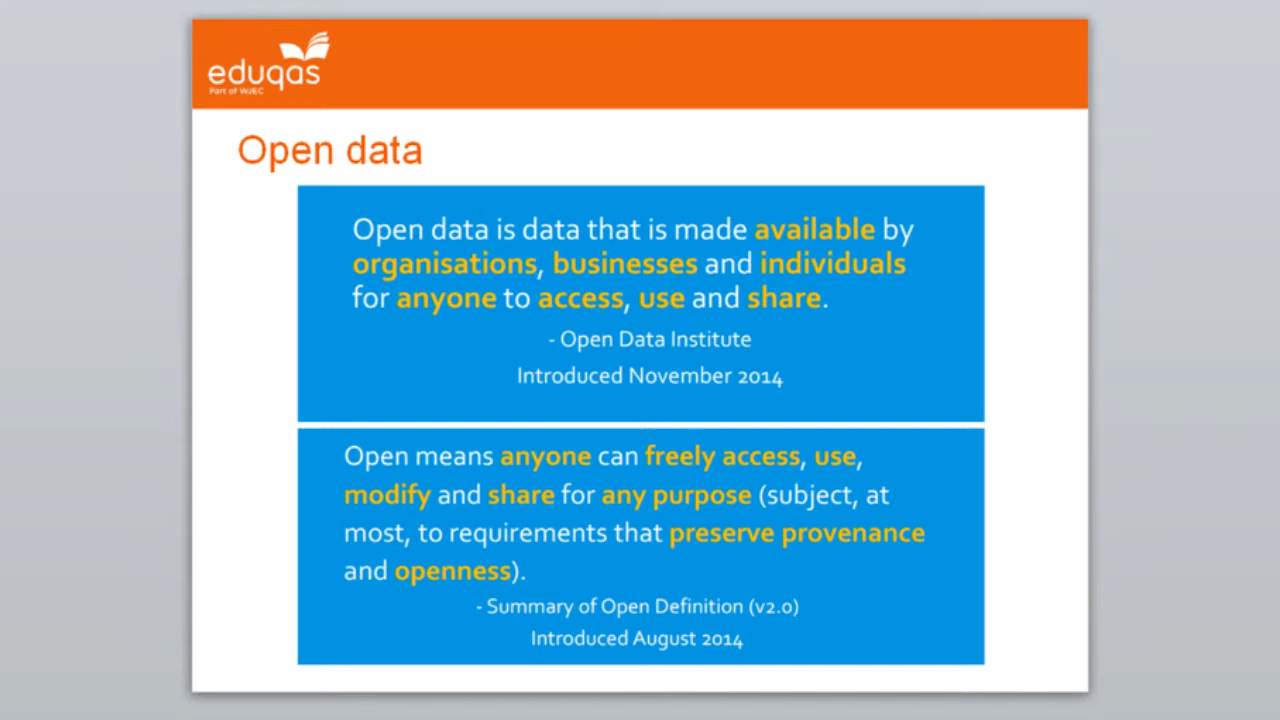 eduqas
Part of WJEC
Open data
Open data is data that is made available by
organisations, businesses and individuals
for anyone to access, use and share.
- Open Data Institute
Introduced November 2014
Open means anyone can freely access, use,
modify and share for any purpose (subject, at
most, to requirements that preserve provenance
and openness).
- Summary of Open Definition (v2.0)
Introduced August 2014